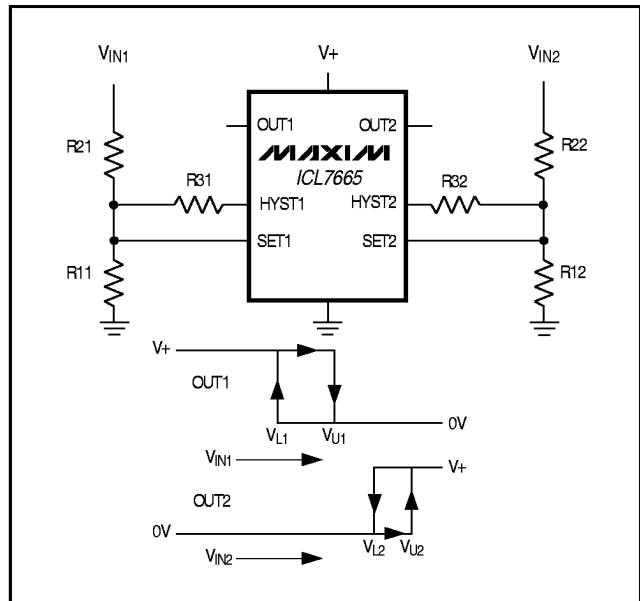 VIN1 V+ VIN2
OUT1 OUT2
R21 MAXIM R22
ICL7665
R31 R32
HYST1 HYST2
SET1 SET2
R11 R12
V+
OUT1
VL1 VU1 0V
VIN1
OUT2 V+
0V
VL2 VU2
VIN2